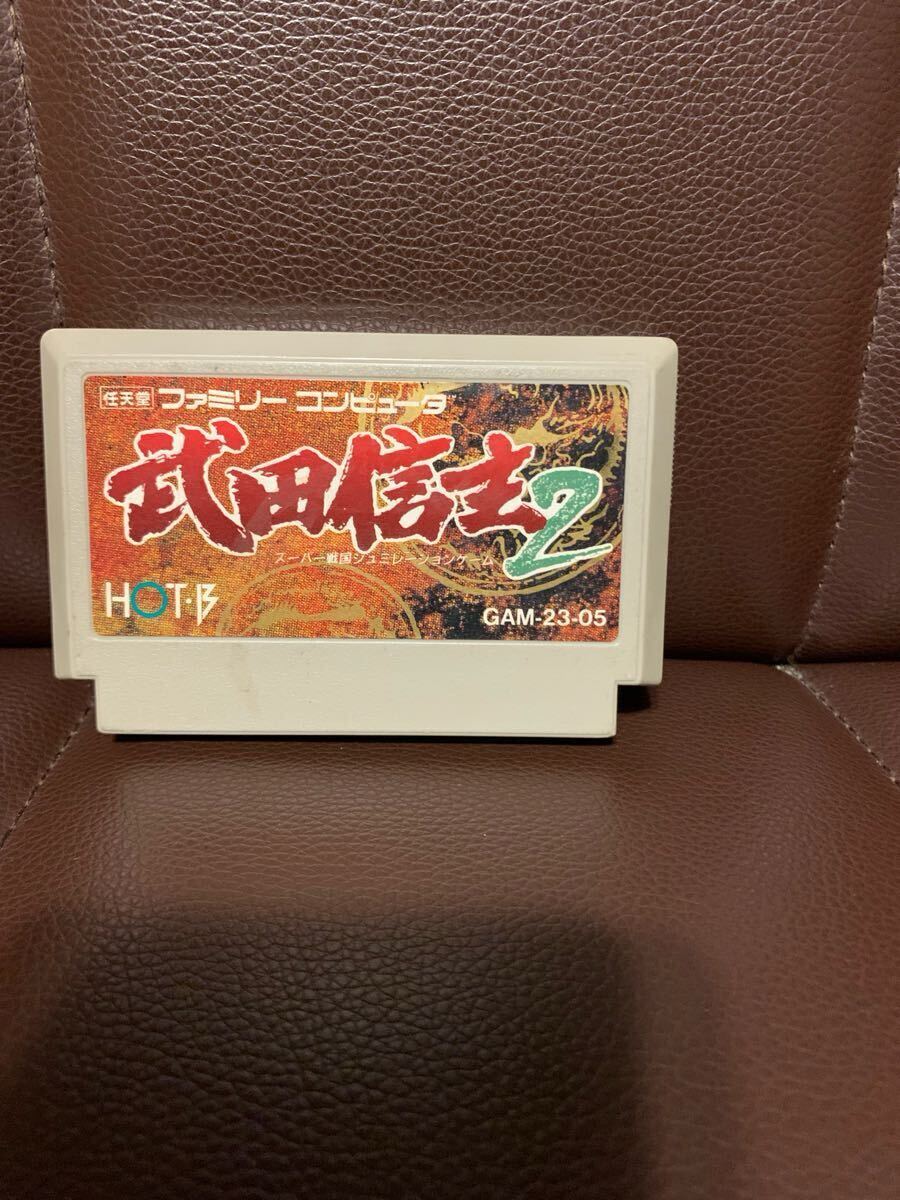 任天堂 ファミリー コンピュータ
武田信玄2
スーパー戦国シュミレーションゲーム
HOT・B
GAM-23-05